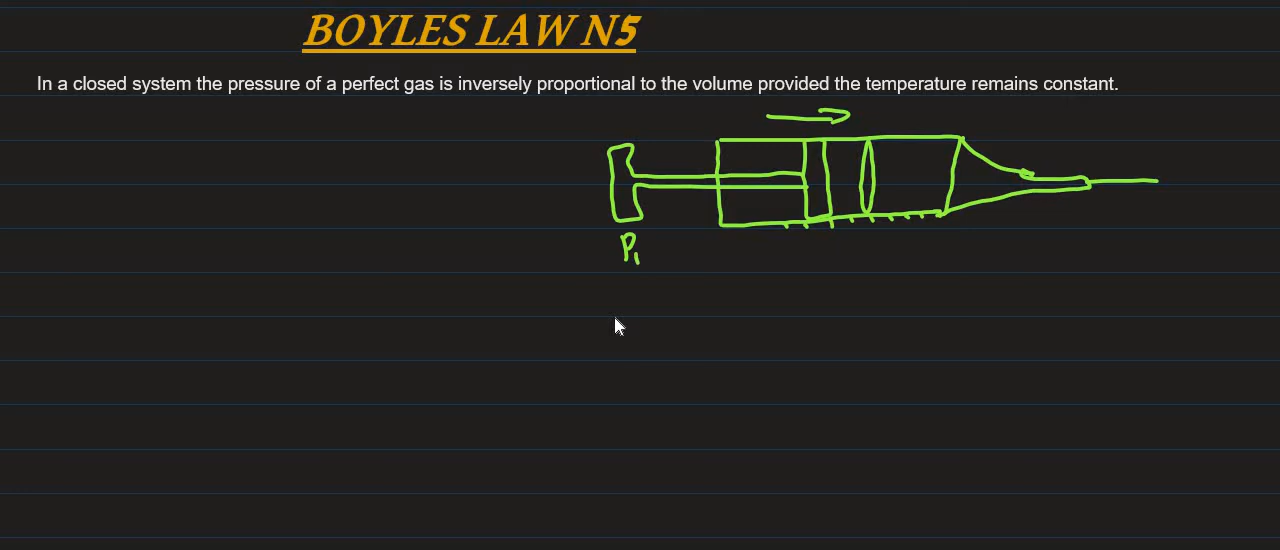 BOYLES LAW N5
In a closed system the pressure of a perfect gas is inversely proportional to the volume provided the temperature remains constant.
P₁